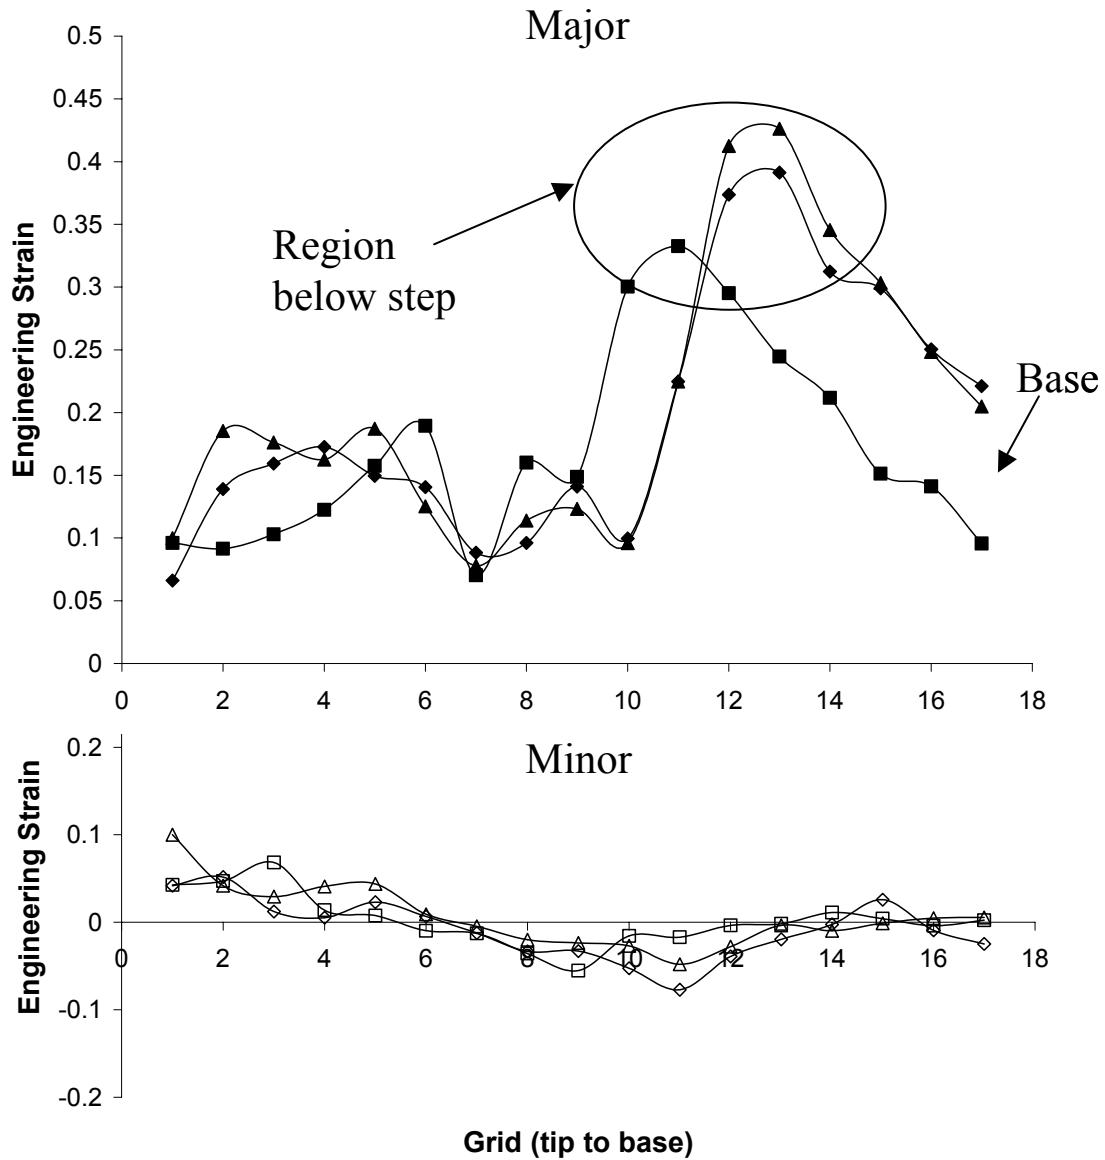 Major
0.5
0.45
0.4
0.35
0.3
0.25
0.2
0.15
0.1
0.05
0
Engineering Strain
Region
below step
Base
0 2 4 6 8 10 12 14 16 18
Minor
0.2
0.1
0
-0.1
-0.2
Engineering Strain
0 2 4 6 8 10 12 14 16 18
Grid (tip to base)